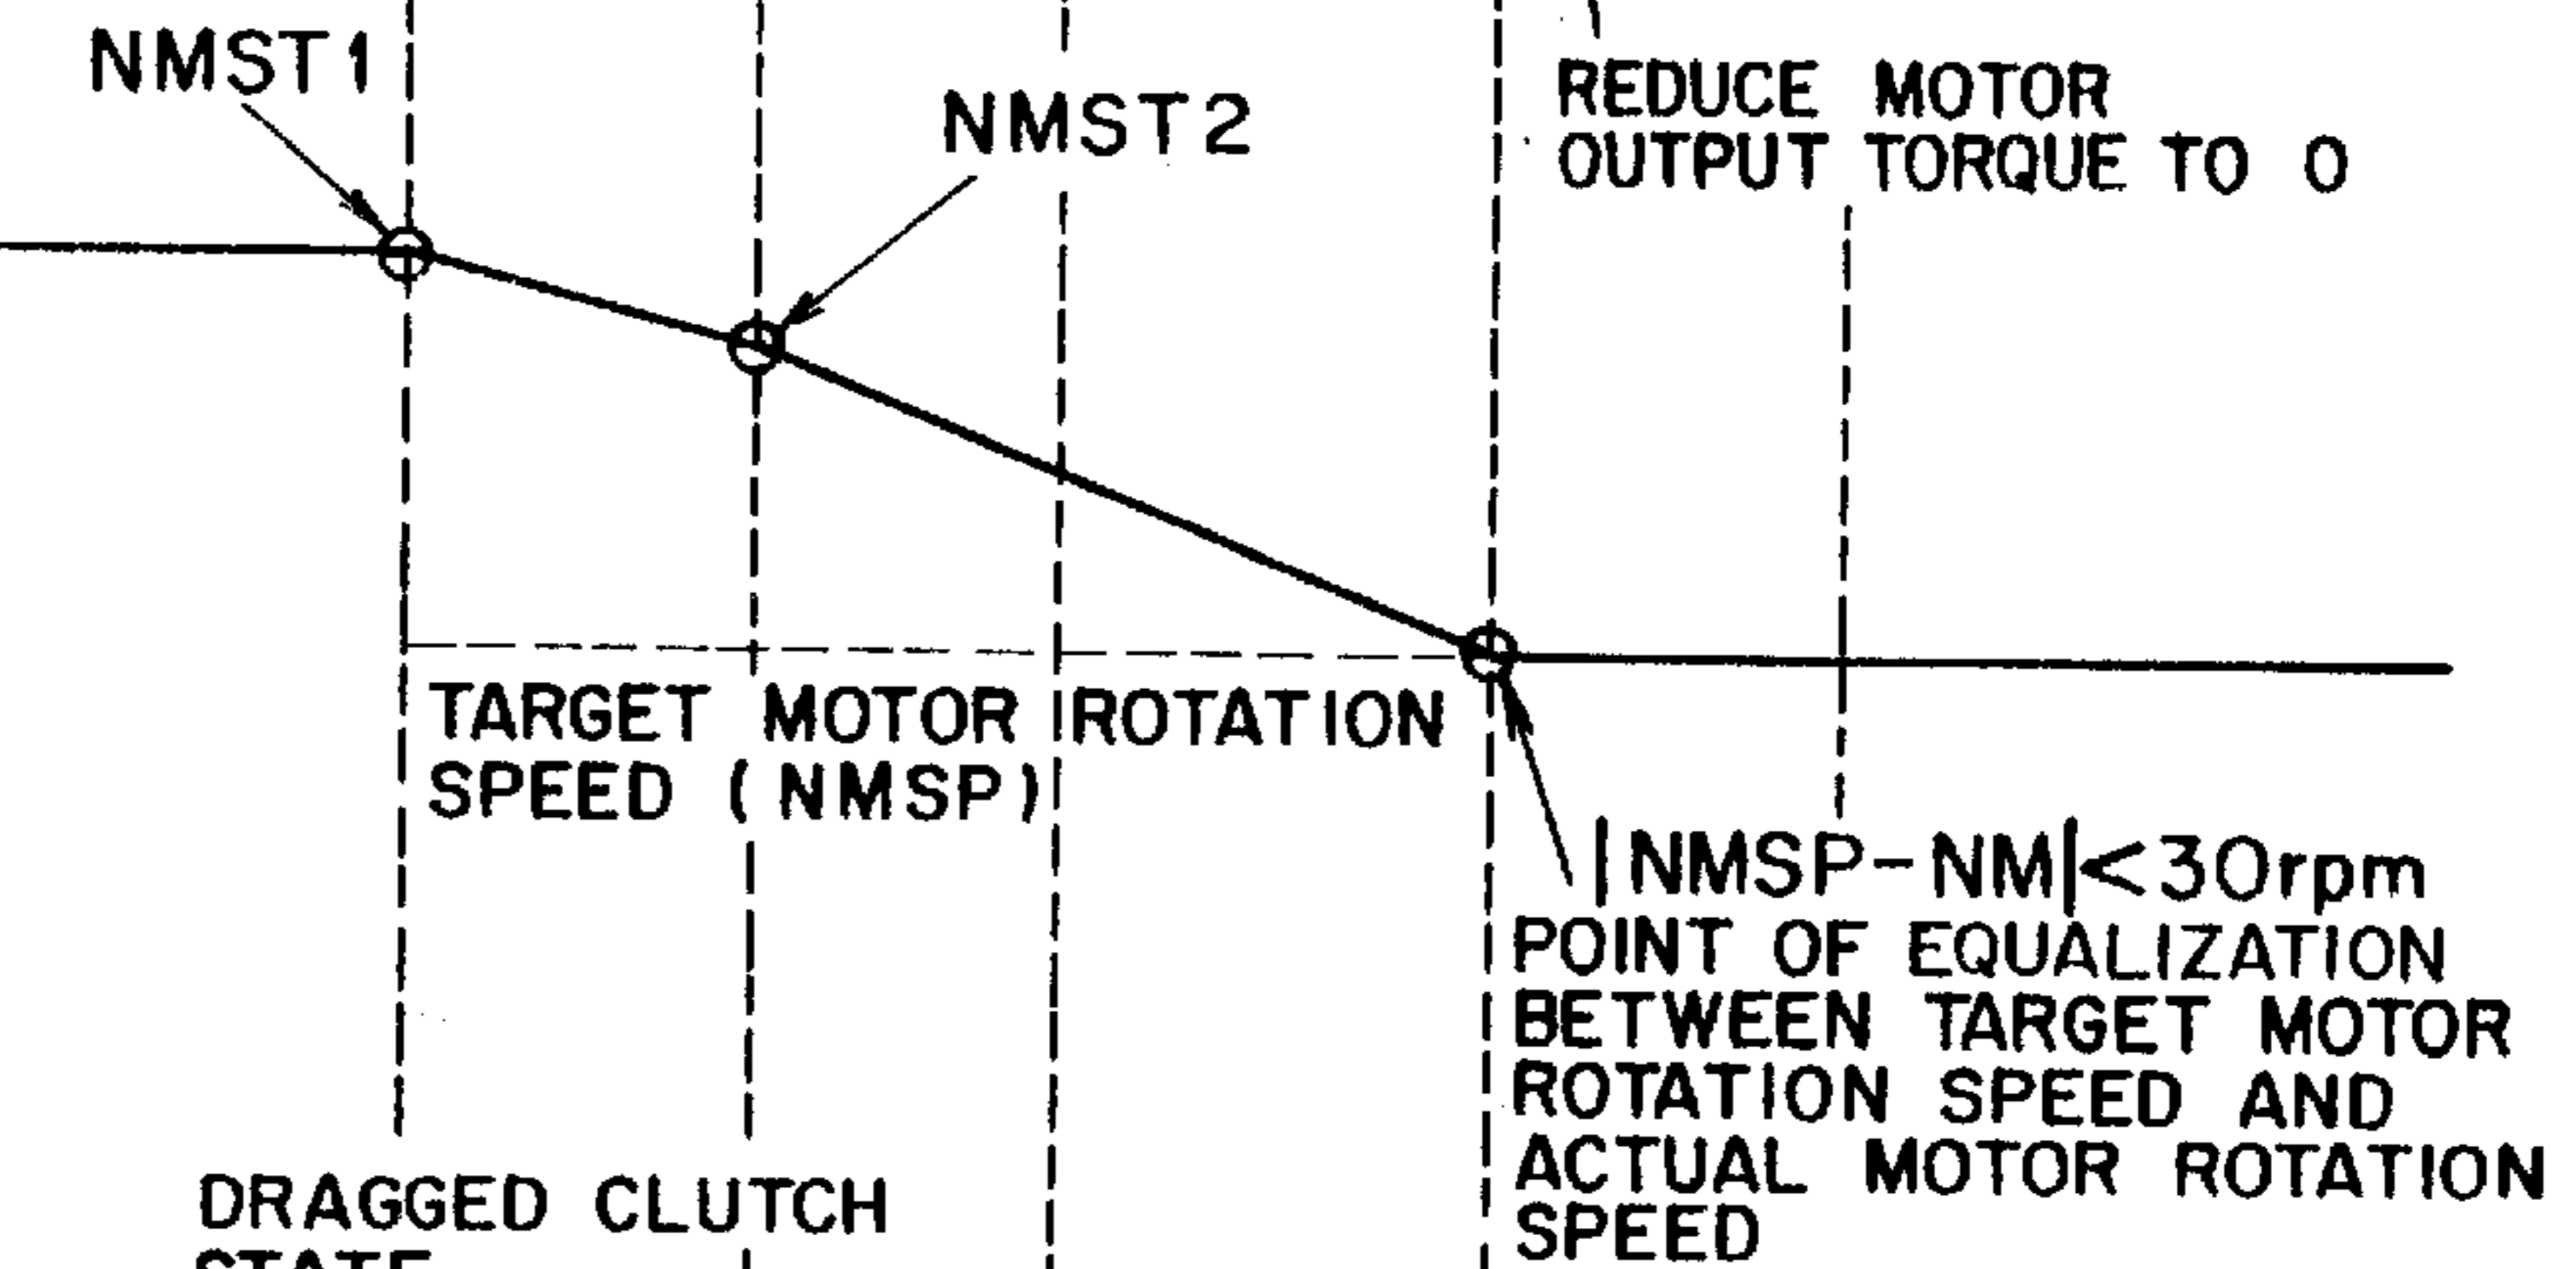 NMST1
NMST2
REDUCE MOTOR
OUTPUT TORQUE TO 0
TARGET MOTOR ROTATION
SPEED (NMSP)
|NMSP-NM|<30rpm
POINT OF EQUALIZATION
BETWEEN TARGET MOTOR
ROTATION SPEED AND
ACTUAL MOTOR ROTATION
SPEED
DRAGGED CLUTCH
STATE